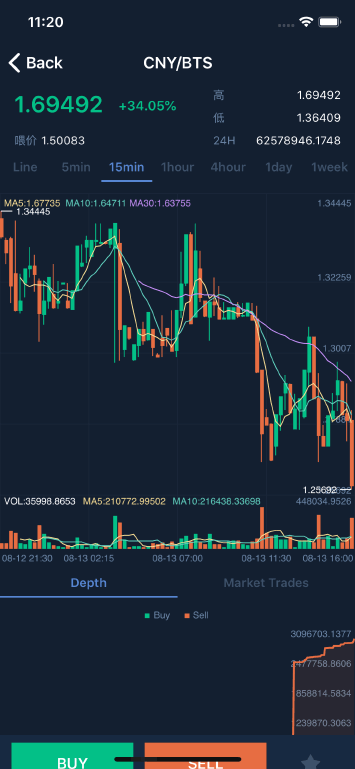 11:20
Back
CNY/BTS
1.69492 +34.05%
高 1.69492
低 1.36409
喂价 1.50083
24H 62578946.1748
Line 5min 15min 1hour 4hour 1day 1week
MA5:1.67735 MA10:1.64711 MA30:1.63755
1.34445
1.34445
1.32259
1.3007
1.25692
VOL:35998.8653 MA5:210772.99502 MA10:216438.33698
448034.9526
08-12 21:30 08-13 02:15 08-13 07:00 08-13 11:30 08-13 16:00
Depth Market Trades
Buy Sell
3096703.1377
2477758.8606
1858814.5834
1239870.3063
BUY SELL